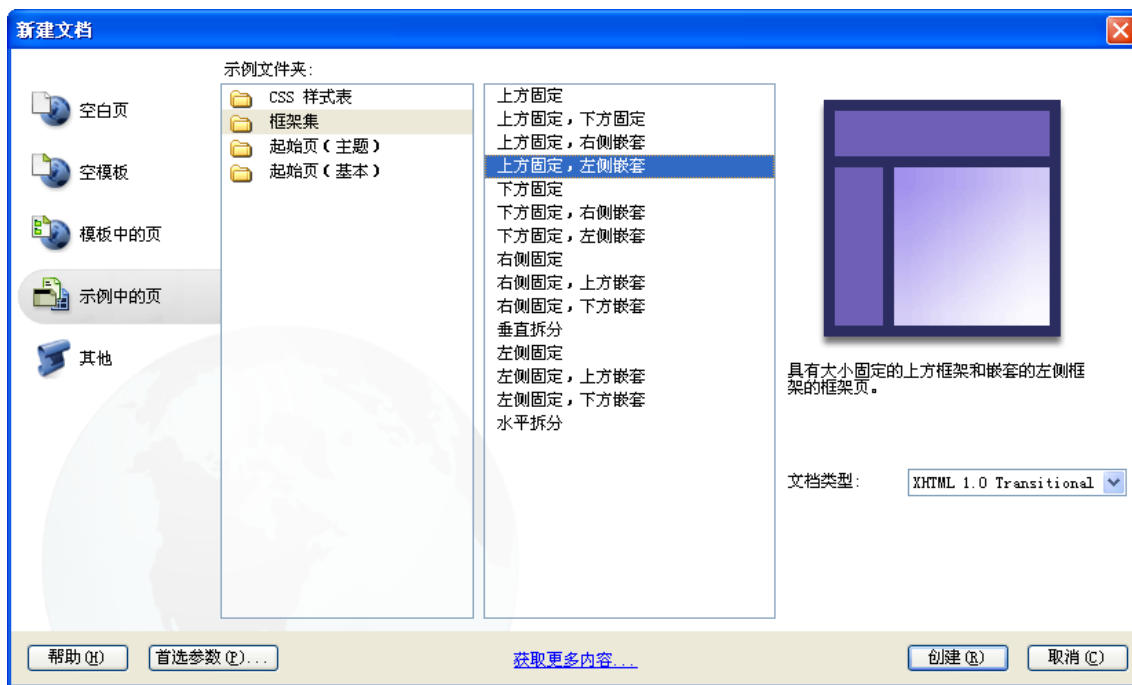 新建文档
空白页
空模板
模板中的页
示例中的页
其他
示例文件夹:
CSS 样式表
框架集
起始页(主题)
起始页(基本)
上方固定
上方固定,下方固定
上方固定,右侧嵌套
上方固定,左侧嵌套
下方固定
下方固定,右侧嵌套
下方固定,左侧嵌套
右侧固定
右侧固定,上方嵌套
右侧固定,下方嵌套
垂直拆分
左侧固定
左侧固定,上方嵌套
左侧固定,下方嵌套
水平拆分
具有大小固定的上方框架和嵌套的左侧框
架的框架页。
文档类型: XHTML 1.0 Transitional
帮助(H) 首选参数(P)... 获取更多内容... 创建(R) 取消(C)